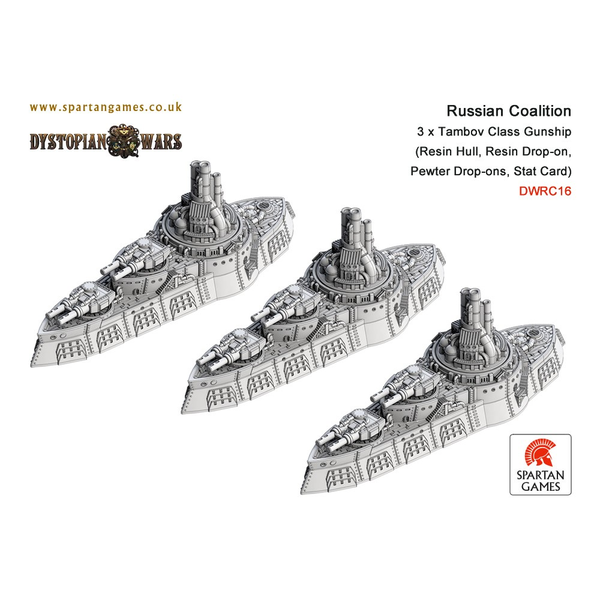 www.spartangames.co.uk
DYSTOPIAN WARS
Russian Coalition
3 x Tambov Class Gunship
(Resin Hull, Resin Drop-on,
Pewter Drop-ons, Stat Card)
DWRC16
SPARTAN
GAMES